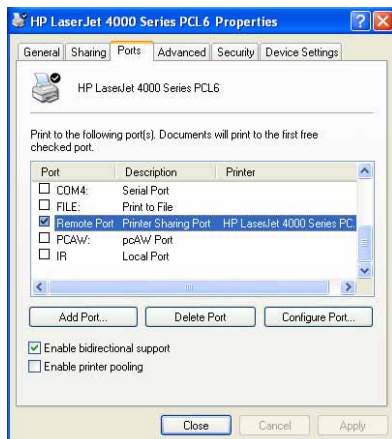 HP LaserJet 4000 Series PCL6 Properties
General Sharing Ports Advanced Security Device Settings
HP LaserJet 4000 Series PCL6
Print to the following port(s). Documents will print to the first free
checked port.
Port Description Printer
COM4: Serial Port
FILE: Print to File
Remote Port Printer Sharing Port HP LaserJet 4000 Series PC.
PCAW: pcAW Port
IR Local Port
Add Port... Delete Port Configure Port...
Enable bidirectional support
Enable printer pooling
Close Cancel Apply